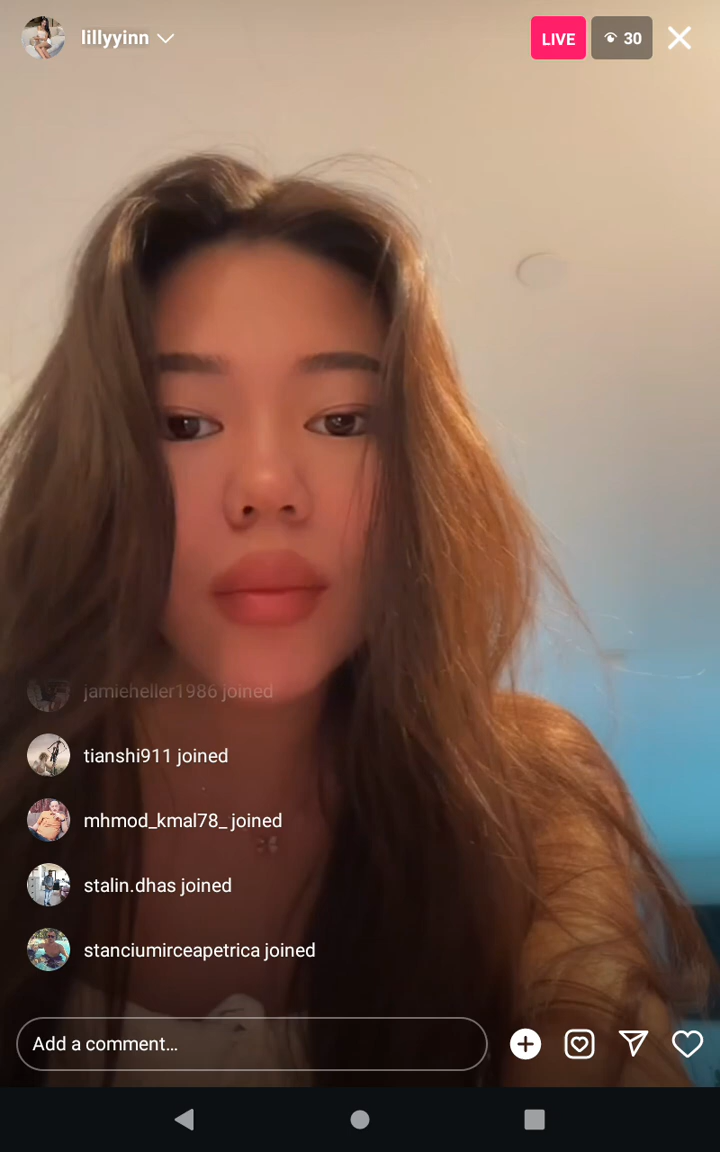 lillyyinn
LIVE
30
jamieheller1986 joined
tianshi911 joined
mhmod_kmal78_ joined
stalin.dhas joined
stanciumirceapetrica joined
Add a comment...